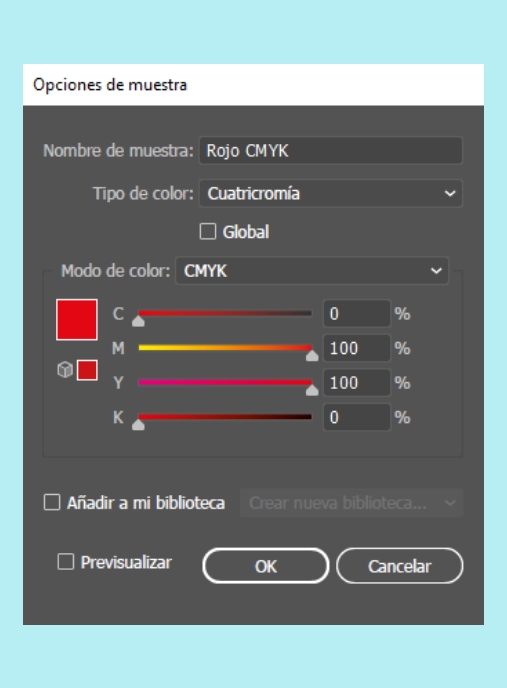 Opciones de muestra
Nombre de muestra: Rojo CMYK
Tipo de color: Cuatricromía
Global
Modo de color: CMYK
C 0 %
M 100 %
Y 100 %
K 0 %
Añadir a mi biblioteca Crear nueva biblioteca...
Previsualizar OK Cancelar